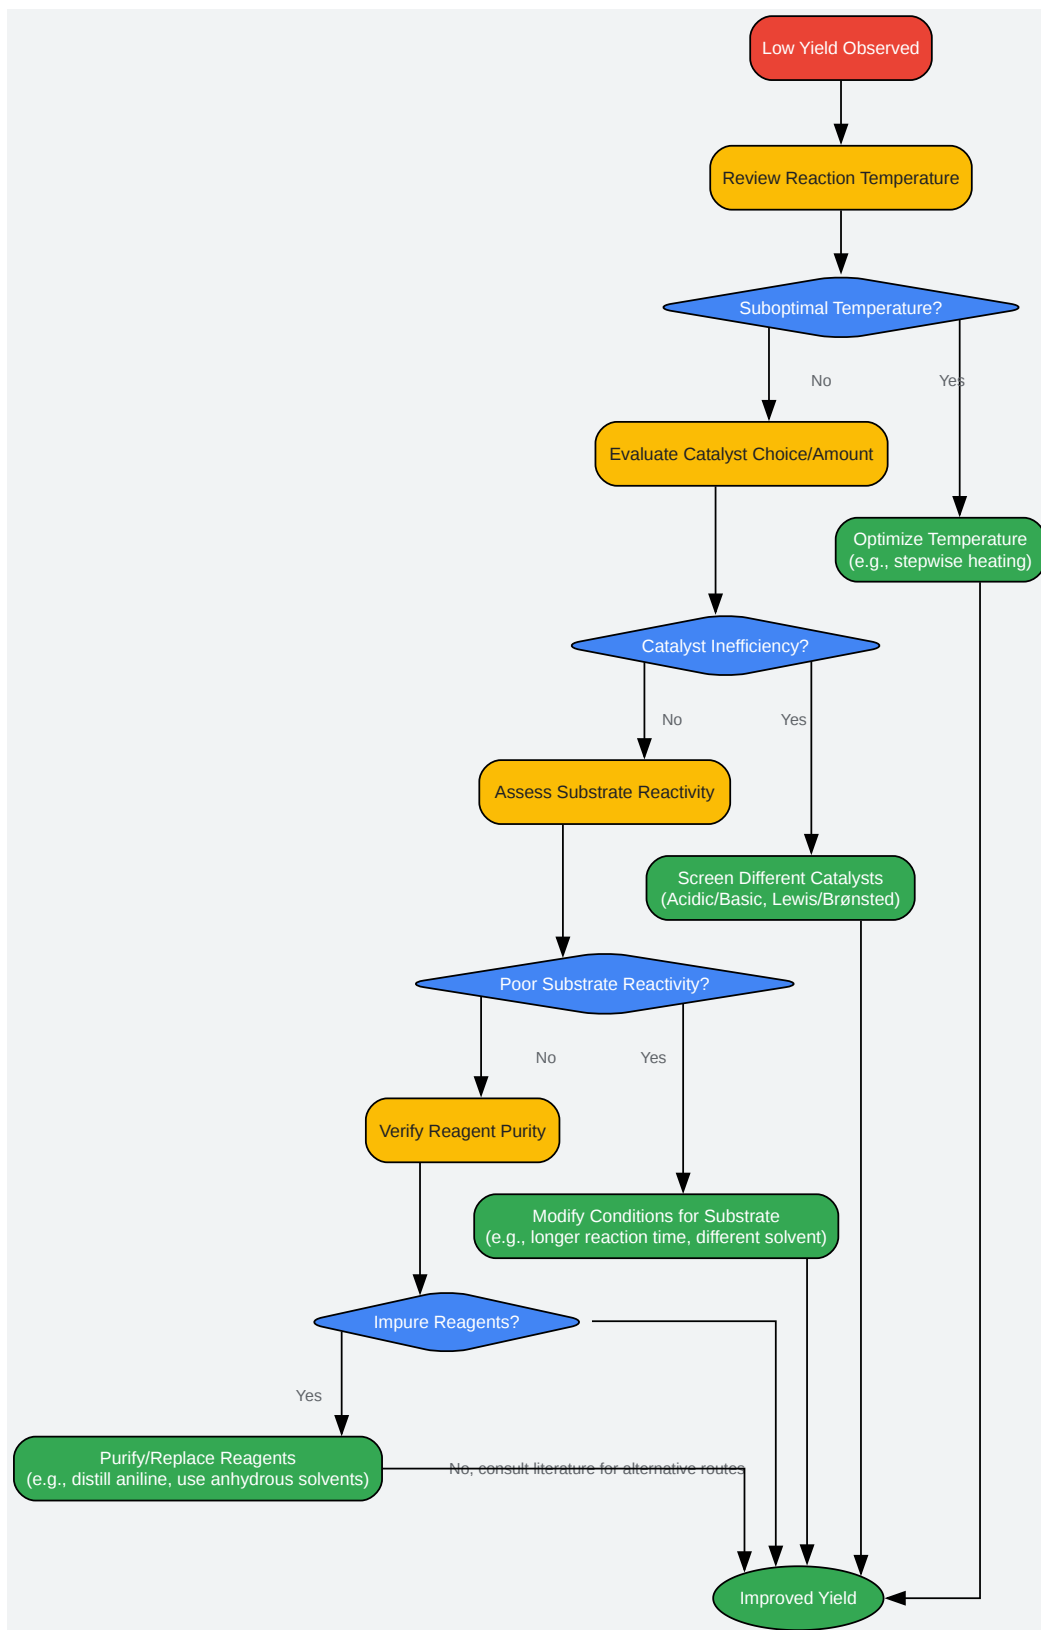 Low Yield Observed
Review Reaction Temperature
Suboptimal Temperature?
No
Yes
Evaluate Catalyst Choice/Amount
Optimize Temperature
(e.g., stepwise heating)
Catalyst Inefficiency?
No
Yes
Assess Substrate Reactivity
Screen Different Catalysts
(Acidic/Basic, Lewis/Brønsted)
Poor Substrate Reactivity?
No
Yes
Verify Reagent Purity
Modify Conditions for Substrate
(e.g., longer reaction time, different solvent)
Impure Reagents?
Yes
Purify/Replace Reagents
(e.g., distill aniline, use anhydrous solvents)
No, consult literature for alternative routes
Improved Yield